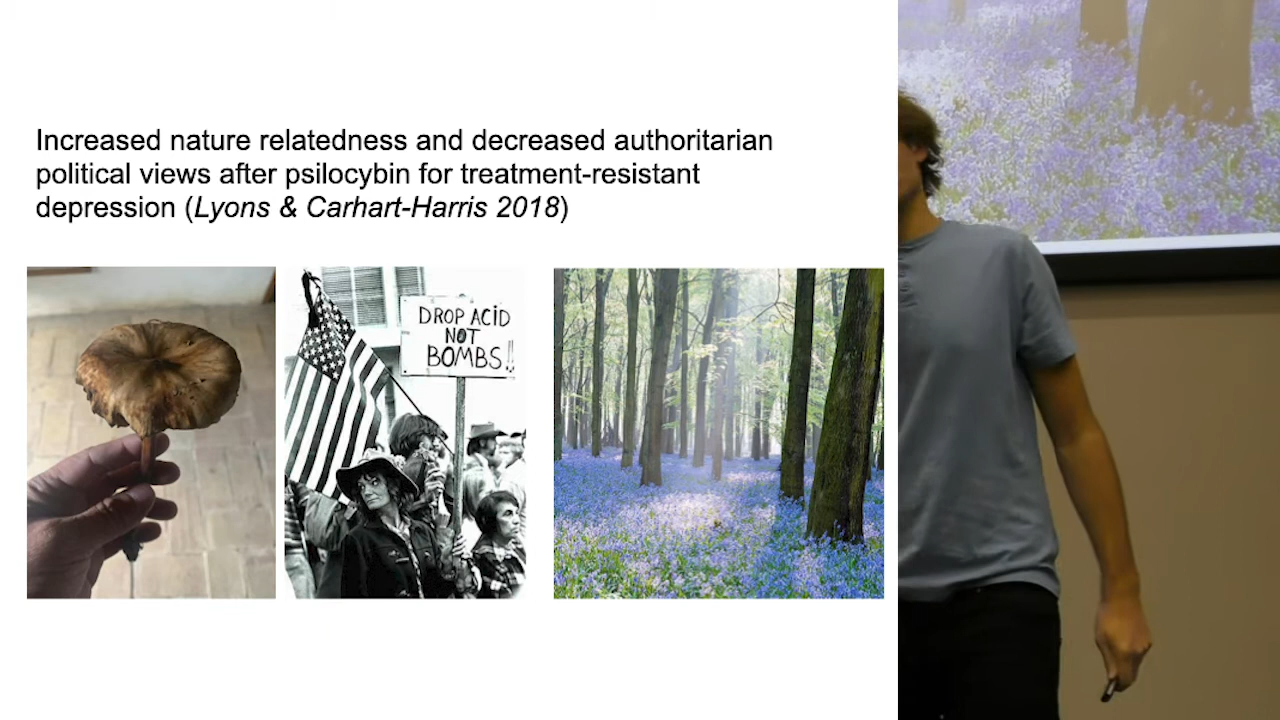 Increased nature relatedness and decreased authoritarian
political views after psilocybin for treatment-resistant
depression (Lyons & Carhart-Harris 2018)
DROP ACID
NOT
BOMBS!!